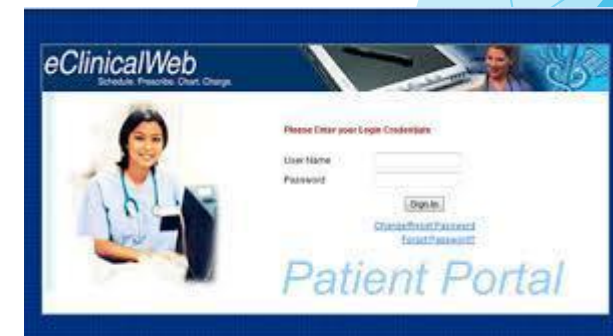 eClinicalWeb
Schedule. Prescribe. Chart. Charge.
Please Enter your Login Credentials
User Name
Password
Sign In
Change/Reset Password
Forgot Password?
Patient Portal